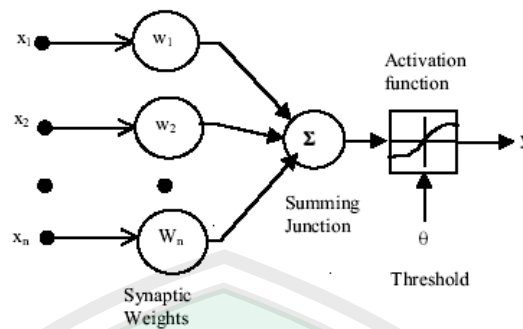 x1
w1
Activation
function
x2
w2
Σ
y
Summing
Junction
θ
xn
Wn
Threshold
Synaptic
Weights